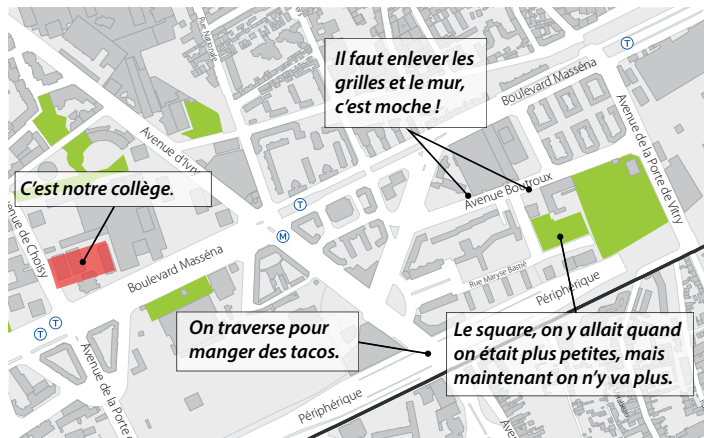 Rue Nationale
T
Il faut enlever les
grilles et le mur,
c'est moche !
Boulevard Masséna
Avenue d'Ivry
Avenue de la Porte de Vitry
C'est notre collège.
Avenue Boutroux
T
M
Avenue de Choisy
Boulevard Masséna
Rue Maryse Bastié
Périphérique
T T
On traverse pour
manger des tacos.
Le square, on y allait quand
on était plus petites, mais
maintenant on n'y va plus.
Avenue de la Porte d
Périphérique